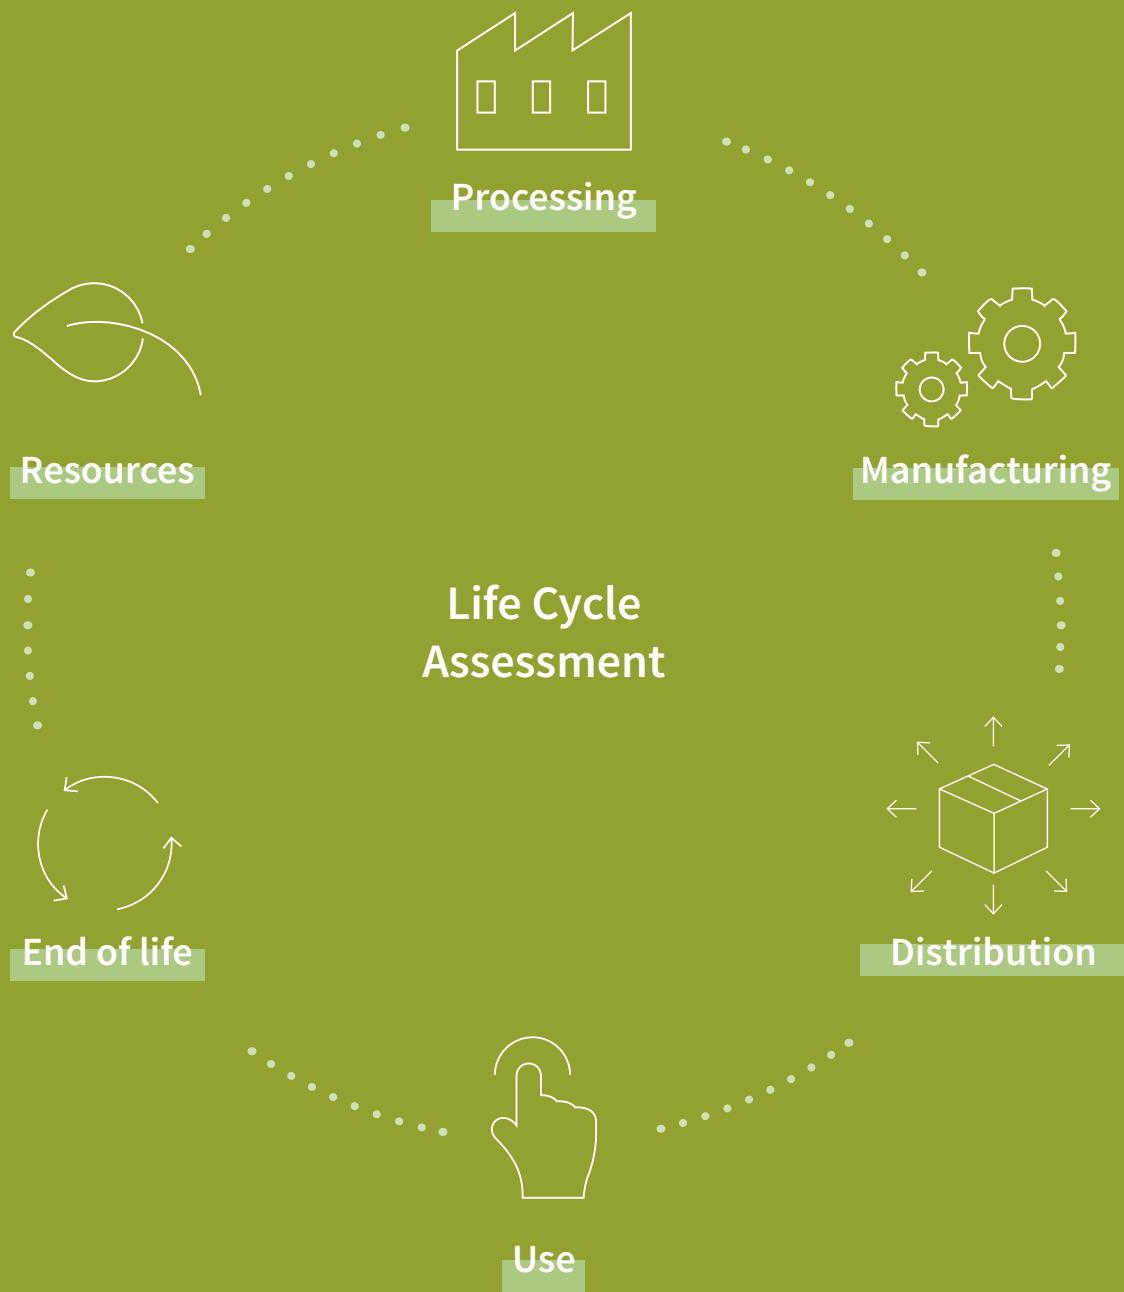 Processing
Resources
Manufacturing
Life Cycle
Assessment
End of life
Distribution
Use